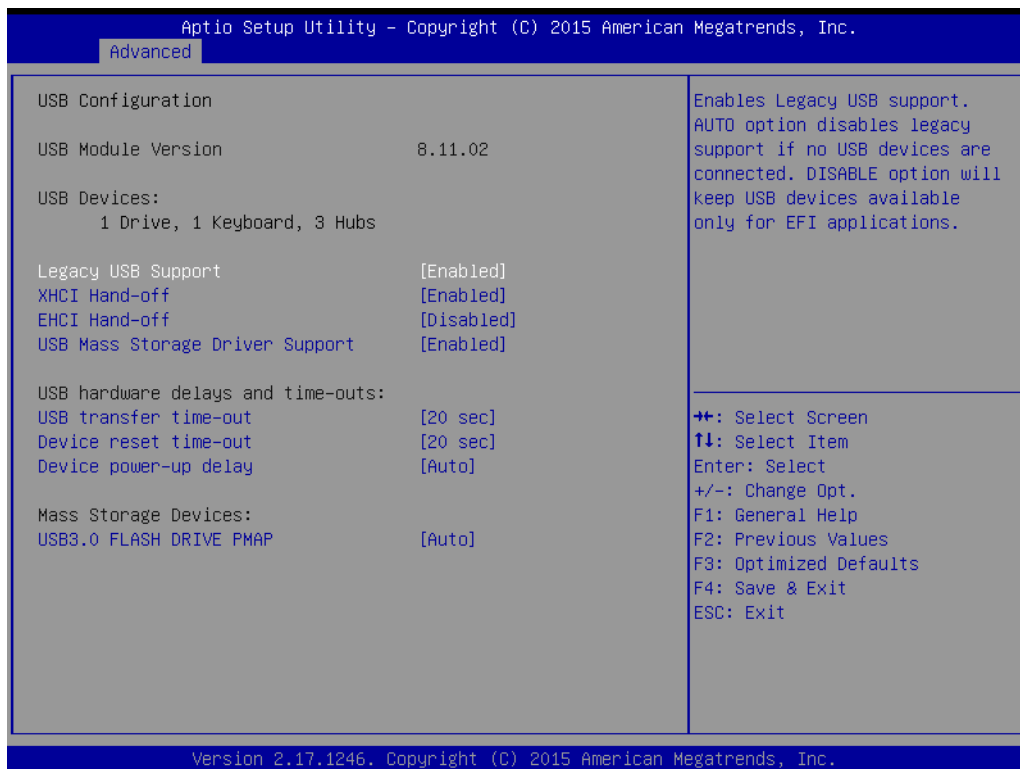 Aptio Setup Utility – Copyright (C) 2015 American Megatrends, Inc.
Advanced
USB Configuration
USB Module Version 8.11.02
USB Devices:
1 Drive, 1 Keyboard, 3 Hubs
Legacy USB Support [Enabled]
XHCI Hand-off [Enabled]
EHCI Hand-off [Disabled]
USB Mass Storage Driver Support [Enabled]
USB hardware delays and time-outs:
USB transfer time-out [20 sec]
Device reset time-out [20 sec]
Device power-up delay [Auto]
Mass Storage Devices:
USB3.0 FLASH DRIVE PMAP [Auto]
Enables Legacy USB support.
AUTO option disables legacy
support if no USB devices are
connected. DISABLE option will
keep USB devices available
only for EFI applications.
→←: Select Screen
↑↓: Select Item
Enter: Select
+/-: Change Opt.
F1: General Help
F2: Previous Values
F3: Optimized Defaults
F4: Save & Exit
ESC: Exit
Version 2.17.1246. Copyright (C) 2015 American Megatrends, Inc.